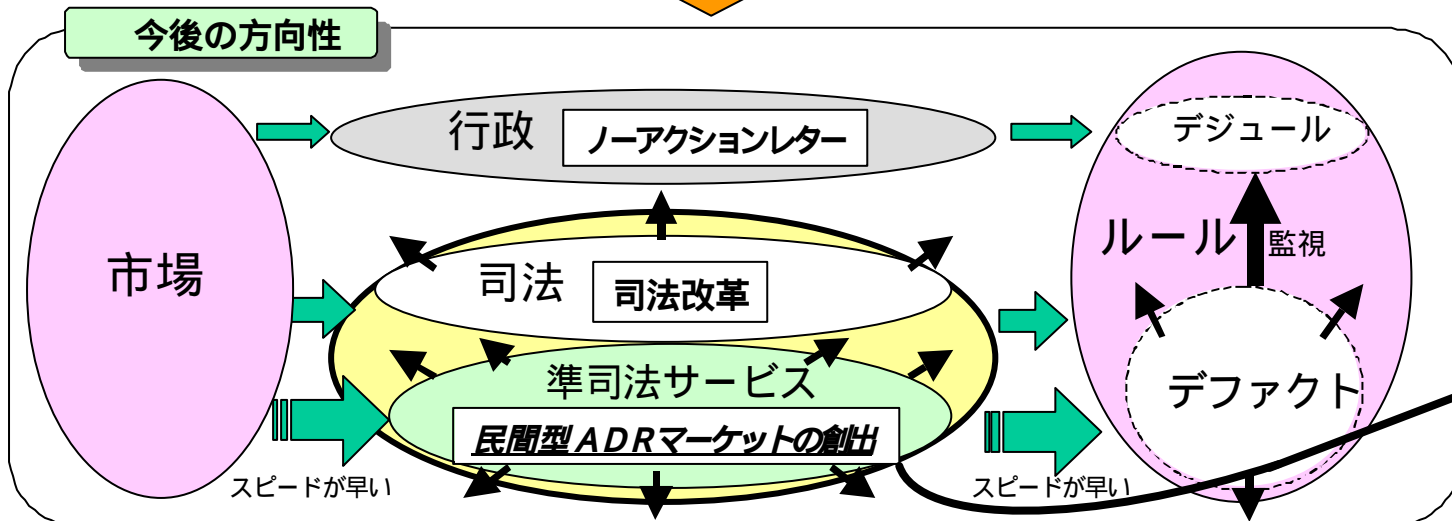 今後の方向性
行政 ノーアクションレター
デジュール
市場
ルール 監視
司法 司法改革
準司法サービス
デファクト
民間型ADRマーケットの創出
スピードが早い
スピードが早い